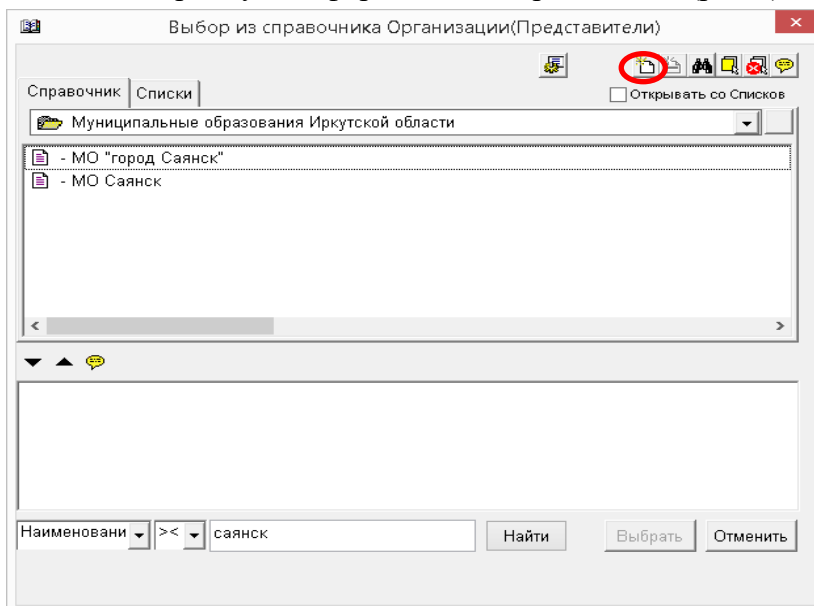 Выбор из справочника Организации(Представители)
Справочник Списки
Открывать со Списков
Муниципальные образования Иркутской области
- МО "город Саянск"
- МО Саянск
Наименовани >< саянск Найти Выбрать Отменить